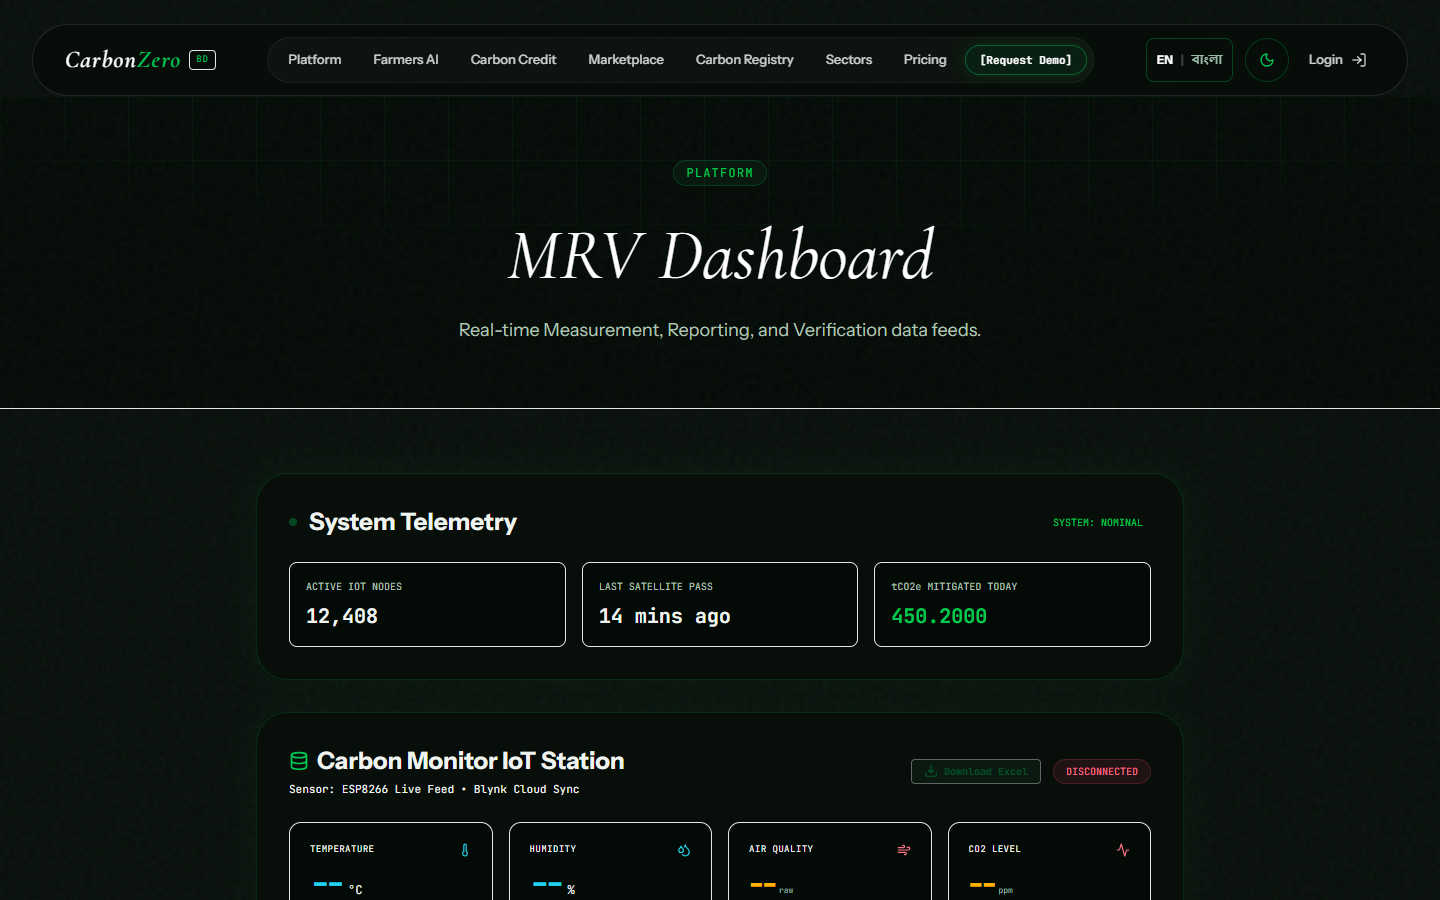 CarbonZero BD
Platform Farmers AI Carbon Credit Marketplace Carbon Registry Sectors Pricing [Request Demo]
EN | বাংলা
Login
PLATFORM
MRV Dashboard
Real-time Measurement, Reporting, and Verification data feeds.
System Telemetry
SYSTEM: NOMINAL
ACTIVE IOT NODES
12,408
LAST SATELLITE PASS
14 mins ago
tCO2e MITIGATED TODAY
450.2000
Carbon Monitor IoT Station
Sensor: ESP8266 Live Feed • Blynk Cloud Sync
Download Excel
DISCONNECTED
TEMPERATURE
-- °C
HUMIDITY
-- %
AIR QUALITY
-- raw
CO2 LEVEL
-- ppm